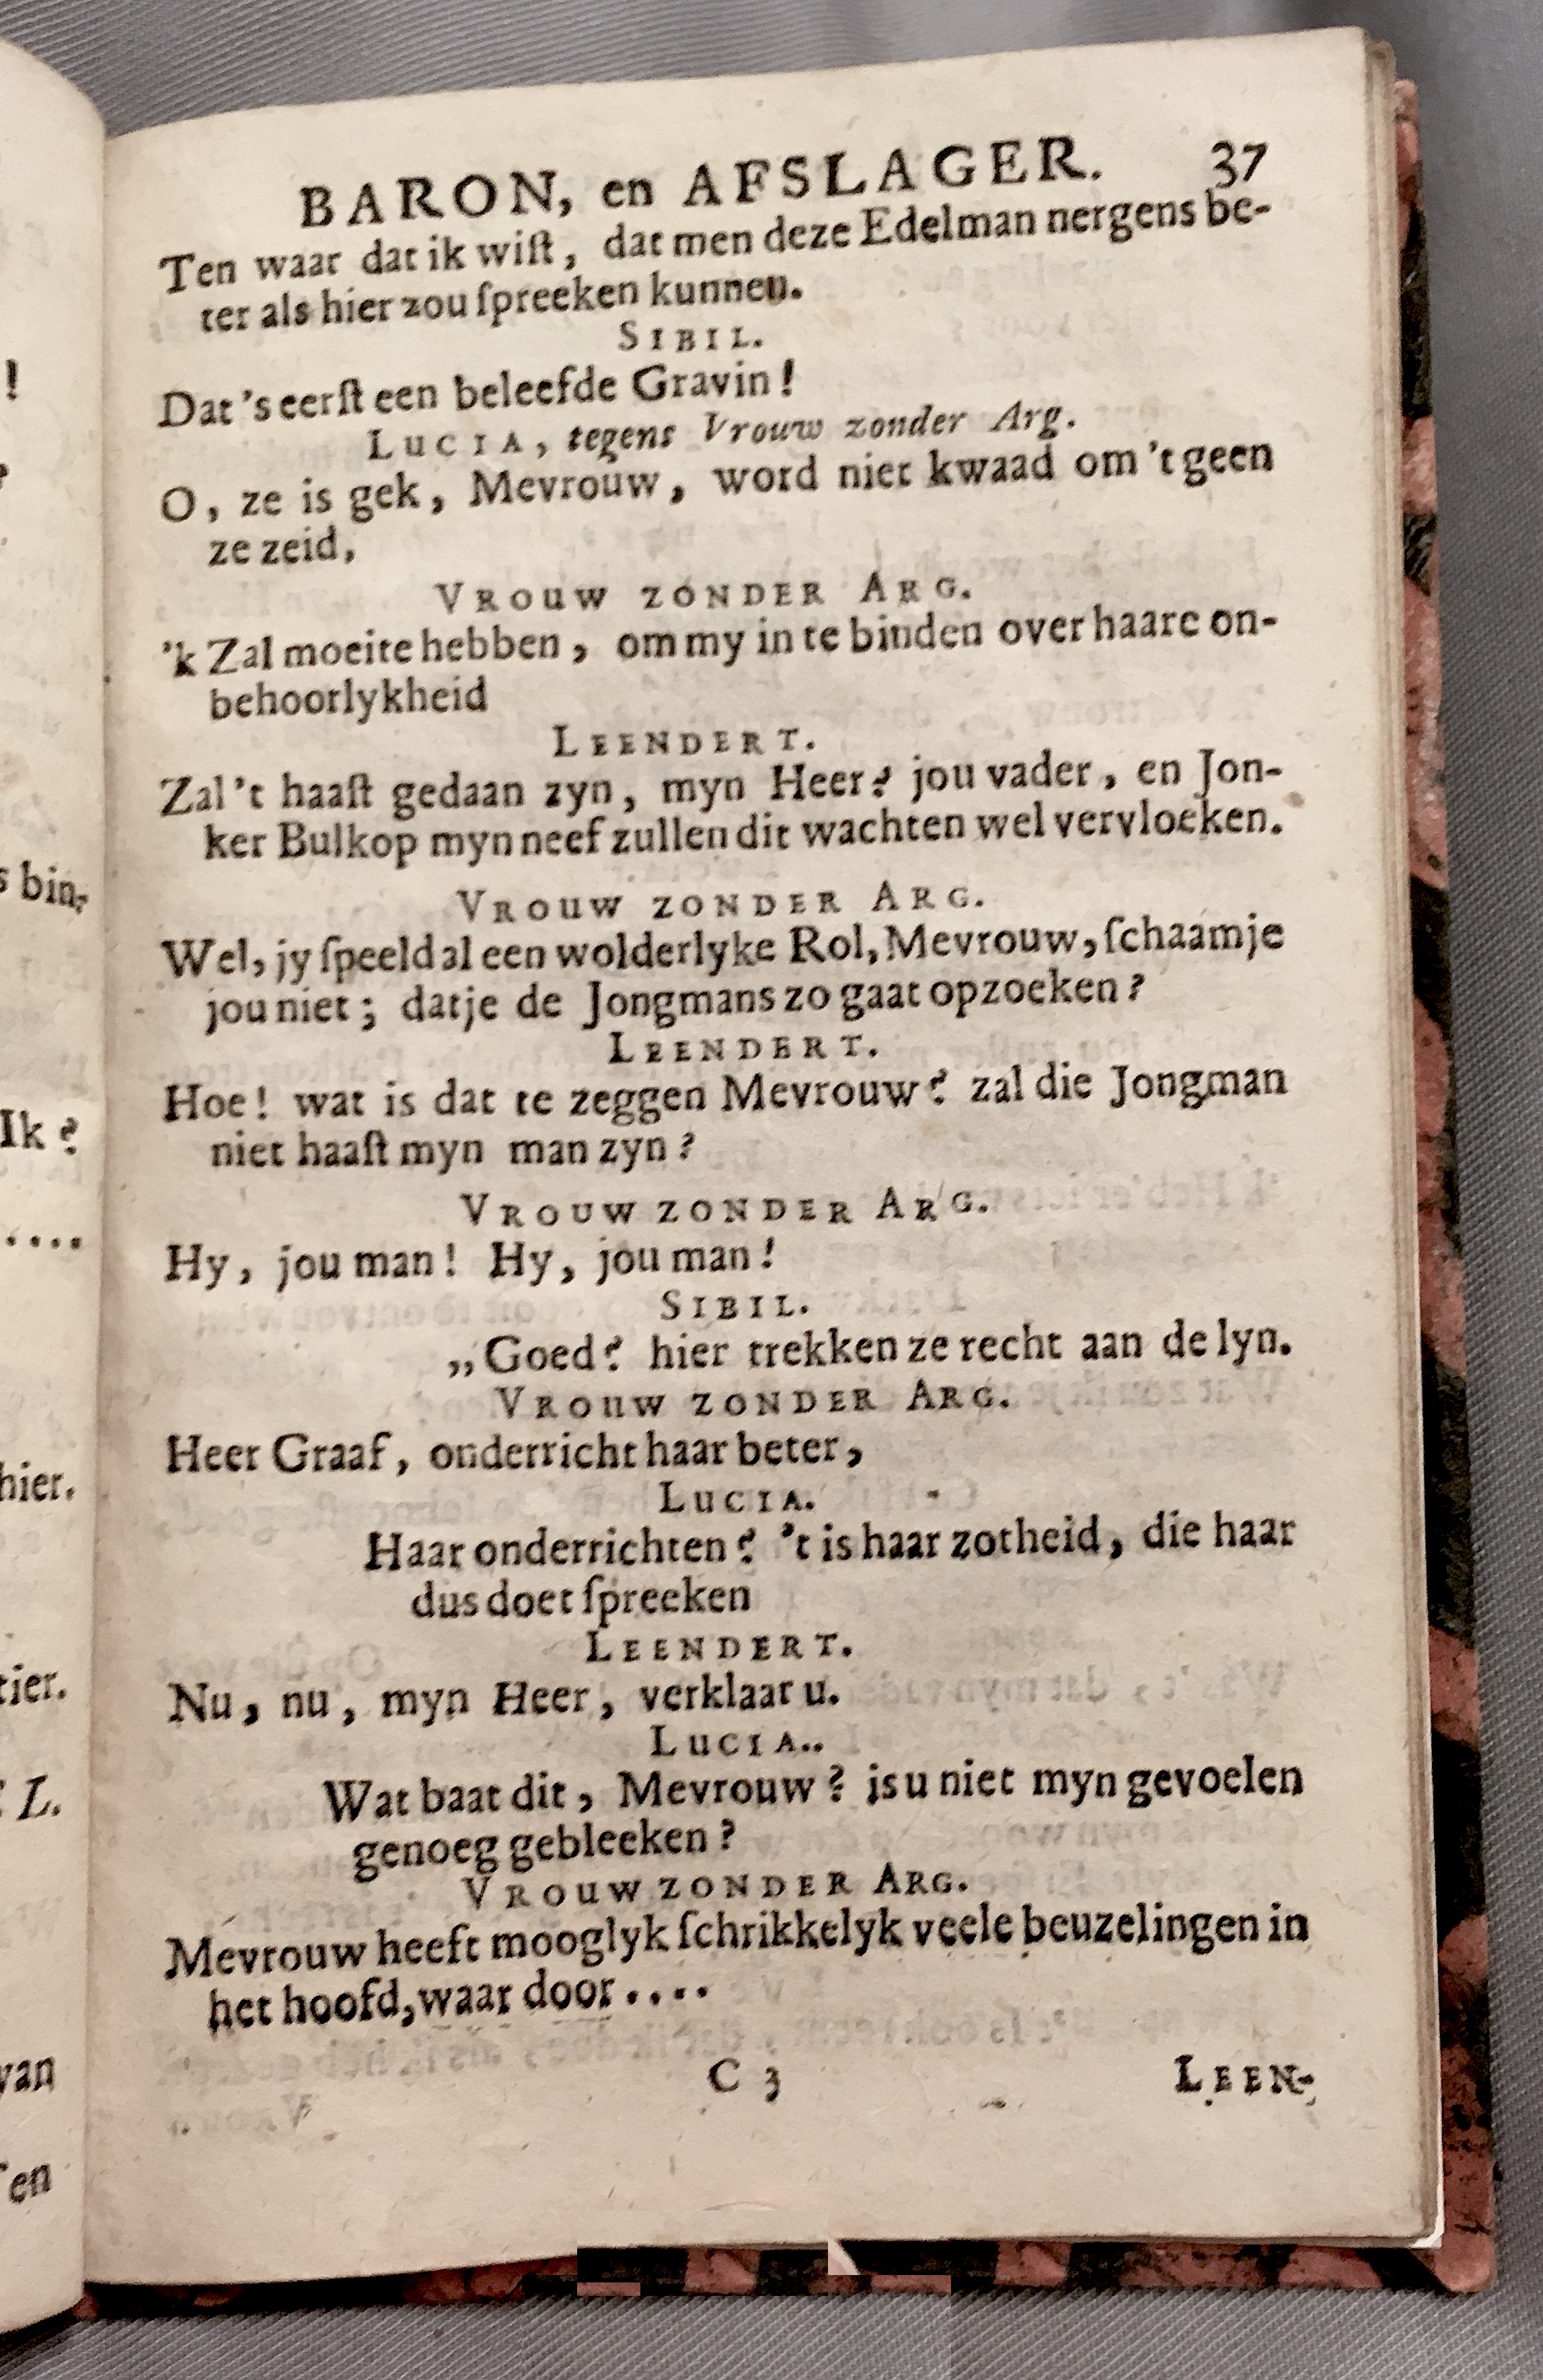 BARON, en AFSLAGER. 37
Ten waar dat ik wiſt, dat men deze Edelman nergens be-
ter als hier zou ſpreeken kunnen.
SIBIL.
Dat 's eerſt een beleefde Gravin!
LUCIA, tegens Vrouw zonder Arg.
O, ze is gek, Mevrouw, word niet kwaad om 't geen
ze zeid,
VROUW ZONDER ARG.
'k Zal moeite hebben, om my in te binden over haare on-
behoorlykheid
LEENDERT.
Zal 't haaſt gedaan zyn, myn Heer? jou vader, en Jon-
ker Bulkop myn neef zullen dit wachten wel vervloeken.
VROUW ZONDER ARG.
Wel, jy ſpeeld al een wolderlyke Rol, Mevrouw, ſchaamje
jou niet; datje de Jongmans zo gaat opzoeken?
LEENDERT.
Hoe! wat is dat te zeggen Mevrouw? zal die Jongman
niet haaſt myn man zyn?
VROUW ZONDER ARG.
Hy, jou man! Hy, jou man!
SIBIL.
„Goed? hier trekken ze recht aan de lyn.
VROUW ZONDER ARG.
Heer Graaf, onderricht haar beter,
LUCIA.
Haar onderrichten? 't is haar zotheid, die haar
dus doet ſpreeken
LEENDERT.
Nu, nu, myn Heer, verklaar u.
LUCIA..
Wat baat dit, Mevrouw? is u niet myn gevoelen
genoeg gebleeken?
VROUW ZONDER ARG.
Mevrouw heeft mooglyk ſchrikkelyk veele beuzelingen in
het hoofd, waar door....
C 3 LEEN-
!
s bin-
Ik?
....
hier.
tier.
L.
van
en